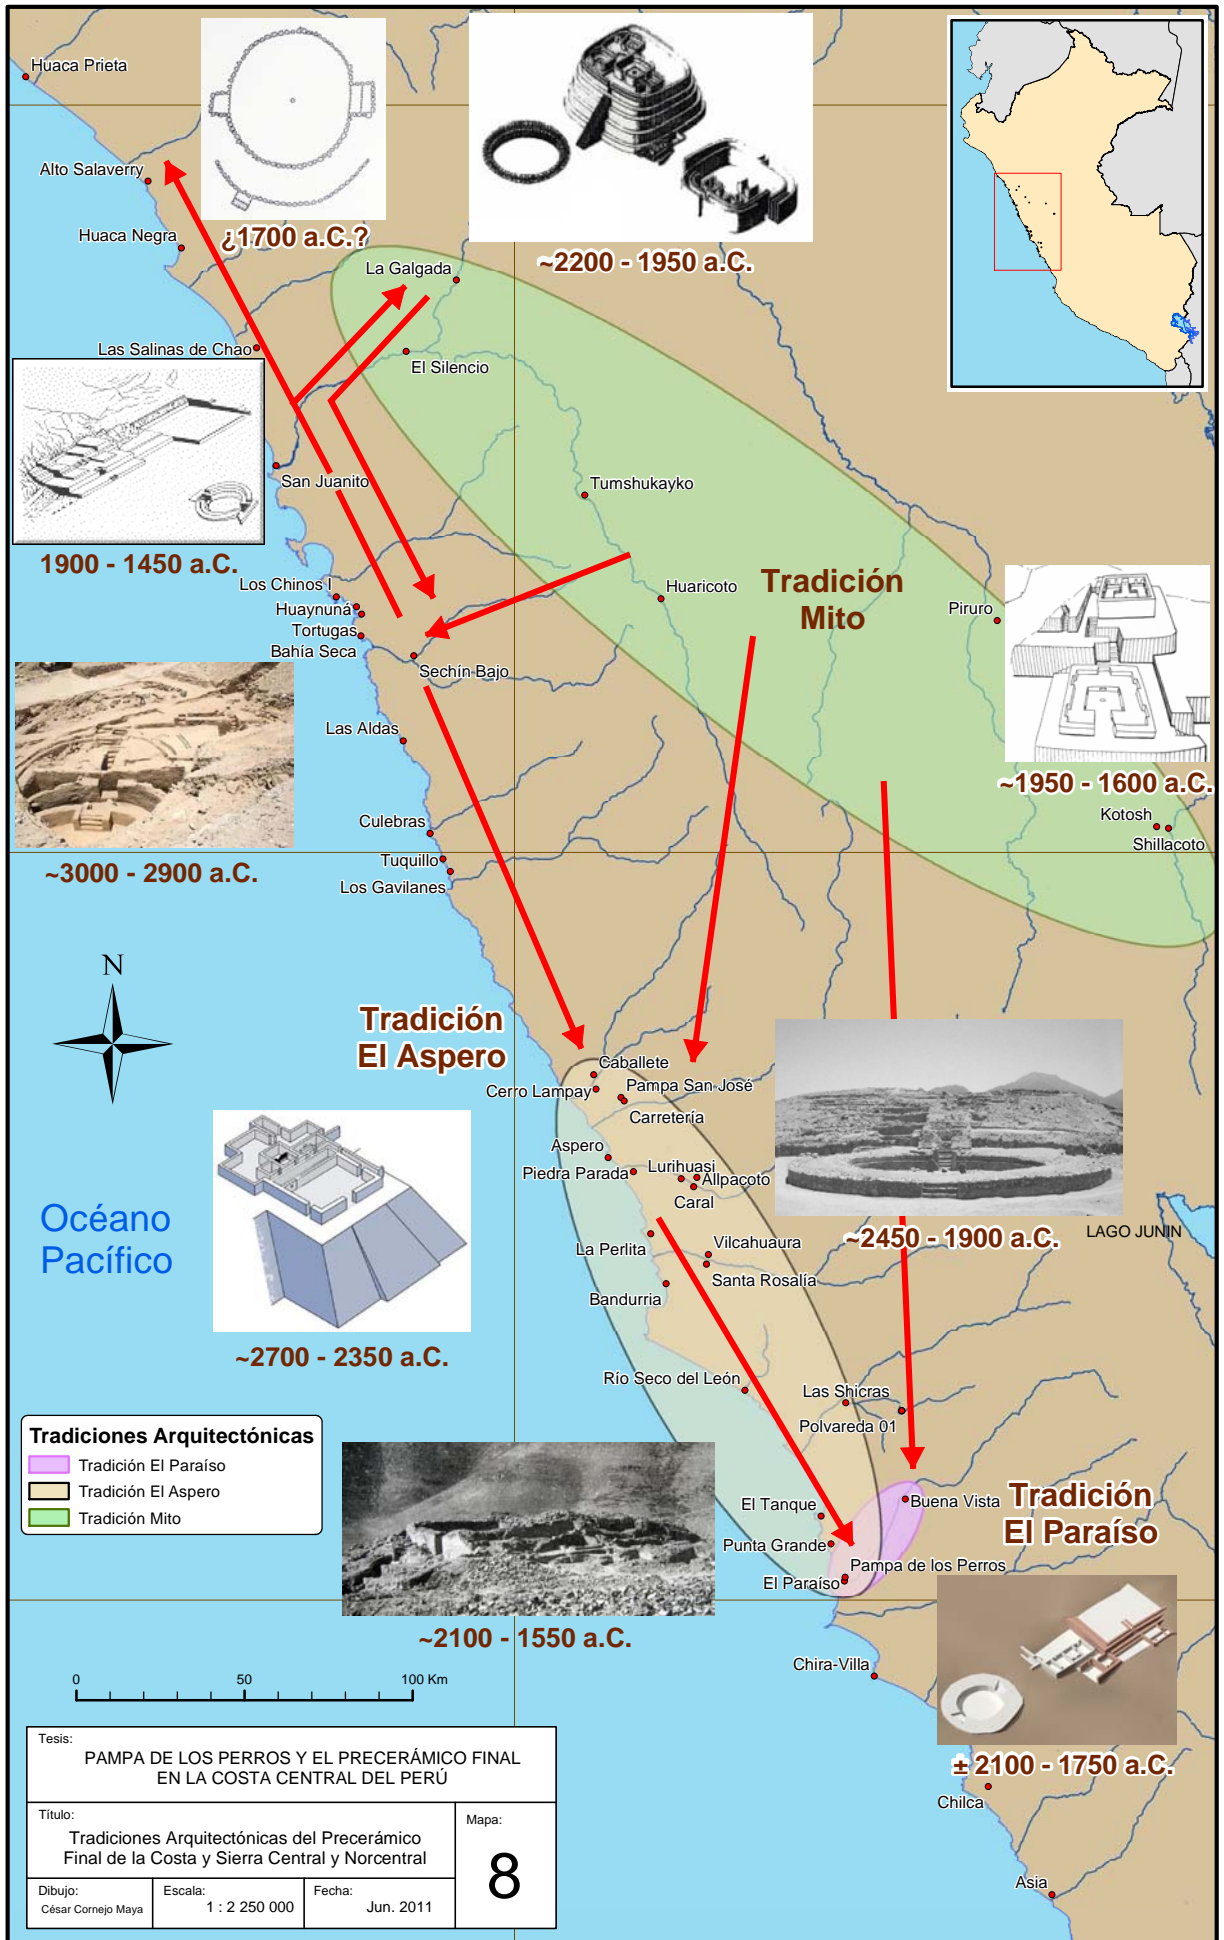 Huaca Prieta
Alto Salaverry
Huaca Negra
¿1700 a.C.?
~2200 - 1950 a.C.
La Galgada
Las Salinas de Chao
El Silencio
San Juanito
1900 - 1450 a.C.
Tumshukayko
Los Chinos I
Huaynuná
Tortugas
Bahía Seca
Sechín Bajo
Huaricoto
Tradición
Mito
Piruro
~1950 - 1600 a.C.
Las Aldas
Kotosh
Shillacoto
Culebras
Tuquillo
Los Gavilanes
~3000 - 2900 a.C.
N
Tradición
El Aspero
Caballete
Cerro Lampay
Pampa San José
Carretería
Aspero
Piedra Parada
Lurihuasi
Allpacoto
Caral
Océano
Pacífico
La Perlita
Vilcahuaura
Santa Rosalía
Bandurria
~2450 - 1900 a.C.
LAGO JUNIN
~2700 - 2350 a.C.
Río Seco del León
Las Shicras
Polvareda 01
Tradiciones Arquitectónicas
Tradición El Paraíso
Tradición El Aspero
Tradición Mito
El Tanque
Buena Vista
Tradición
El Paraíso
Punta Grande
Pampa de los Perros
El Paraíso
~2100 - 1550 a.C.
Chira-Villa
± 2100 - 1750 a.C.
Chilca
Asia
0 50 100 Km
Tesis:
PAMPA DE LOS PERROS Y EL PRECERÁMICO FINAL
EN LA COSTA CENTRAL DEL PERÚ
Título:
Tradiciones Arquitectónicas del Precerámico
Final de la Costa y Sierra Central y Norcentral
Mapa:
8
Dibujo:
César Cornejo Maya
Escala:
1 : 2 250 000
Fecha:
Jun. 2011